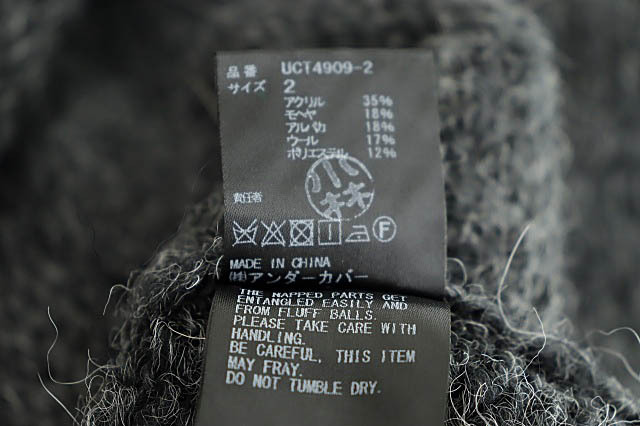 品番 UCT4909-2
サイズ 2
アクリル 35%
モヘヤ 18%
アルパカ 18%
ウール 17%
ポリエステル 12%
小林
責任者
F
MADE IN CHINA
㈱アンダーカバー
THE NAPPED PARTS GET
ENTANGLED EASILY AND
FROM FLUFF BALLS.
PLEASE TAKE CARE WITH
HANDLING.
BE CAREFUL, THIS ITEM
MAY FRAY.
DO NOT TUMBLE DRY.